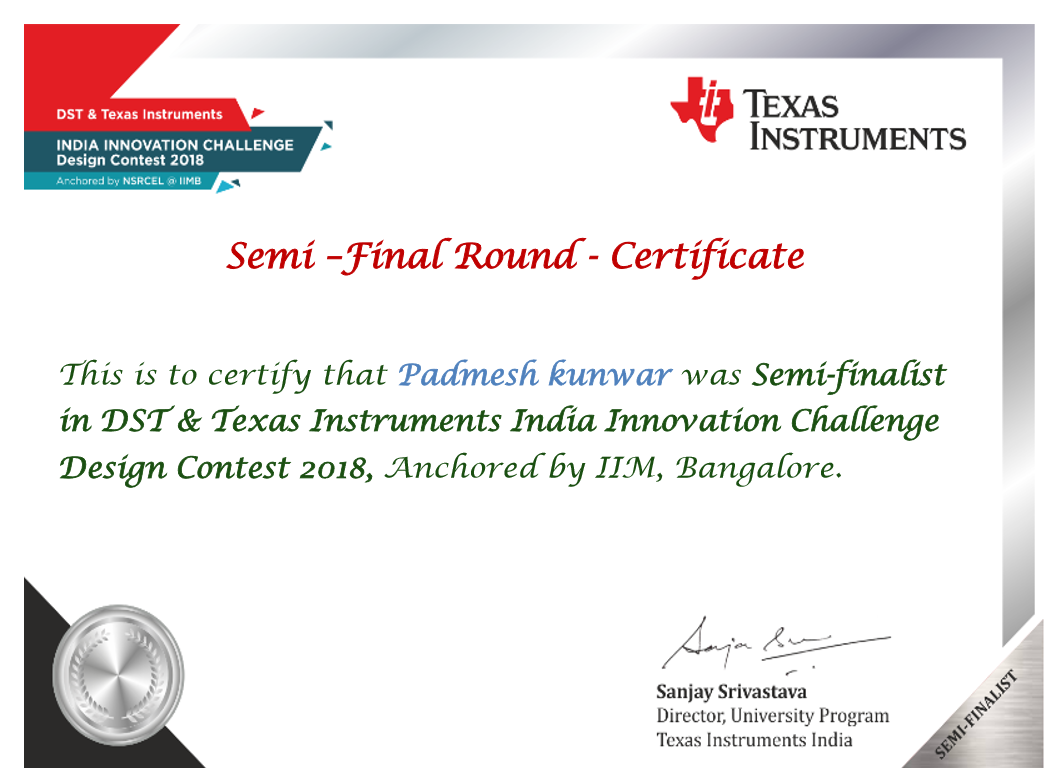 DST & Texas Instruments
INDIA INNOVATION CHALLENGE
Design Contest 2018
Anchored by NSRCEL @ IIMB
TEXAS
INSTRUMENTS
Semi –Final Round - Certificate
This is to certify that Padmesh kunwar was Semi-finalist
in DST & Texas Instruments India Innovation Challenge
Design Contest 2018, Anchored by IIM, Bangalore.
Sanjay Srivastava
Director, University Program
Texas Instruments India
SEMI-FINALIST